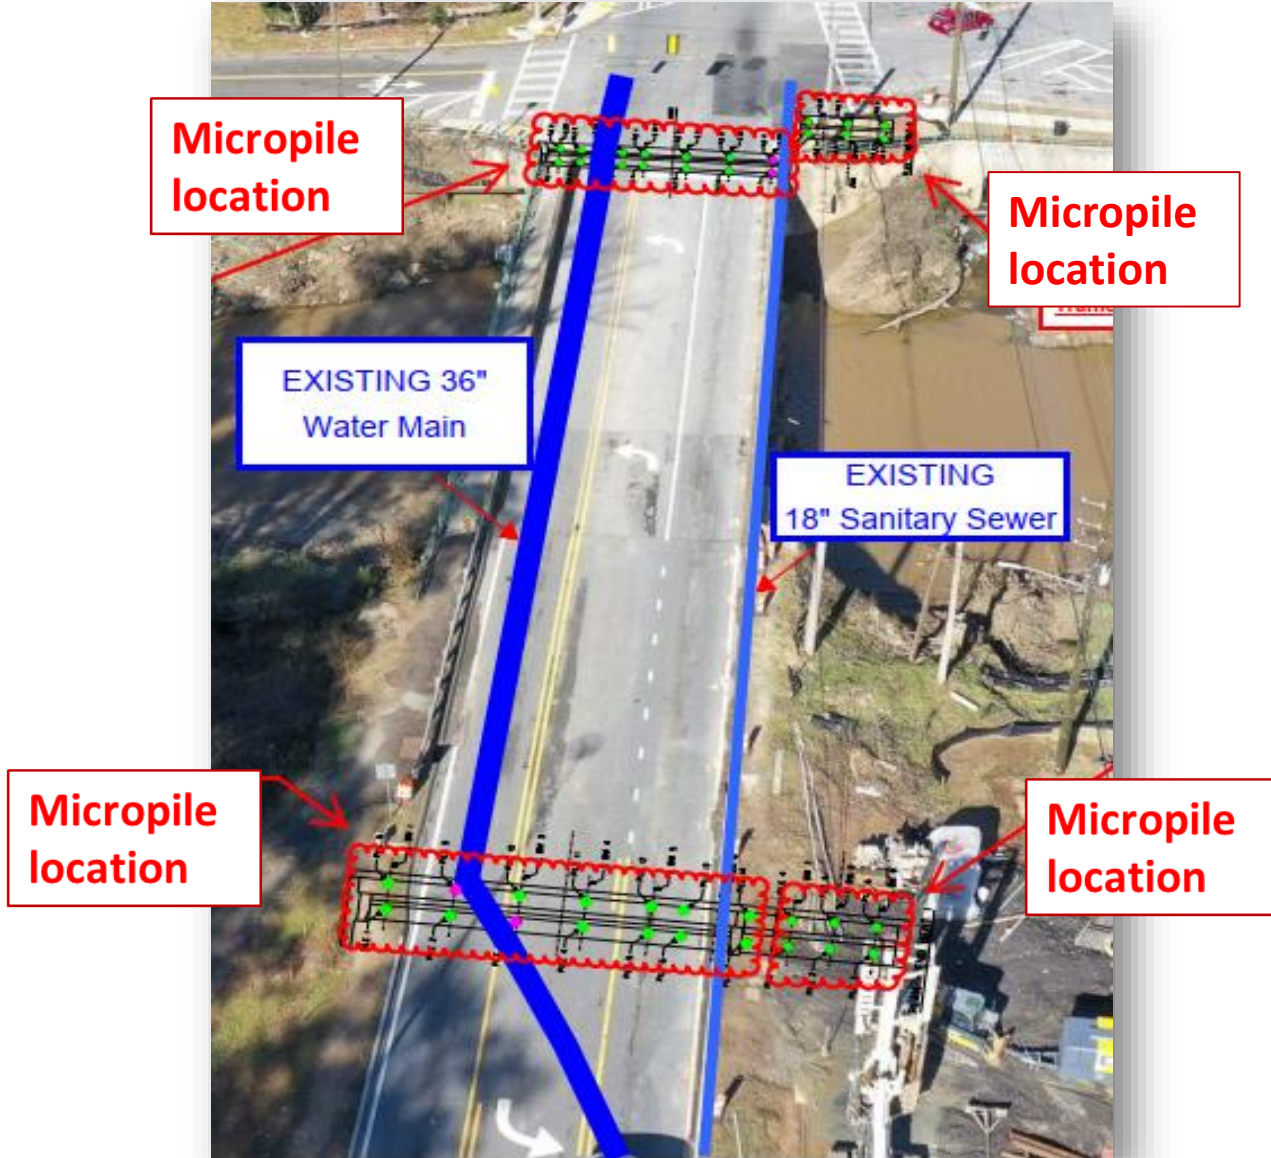 Micropile
location
Micropile
location
EXISTING 36"
Water Main
EXISTING
18" Sanitary Sewer
Micropile
location
Micropile
location